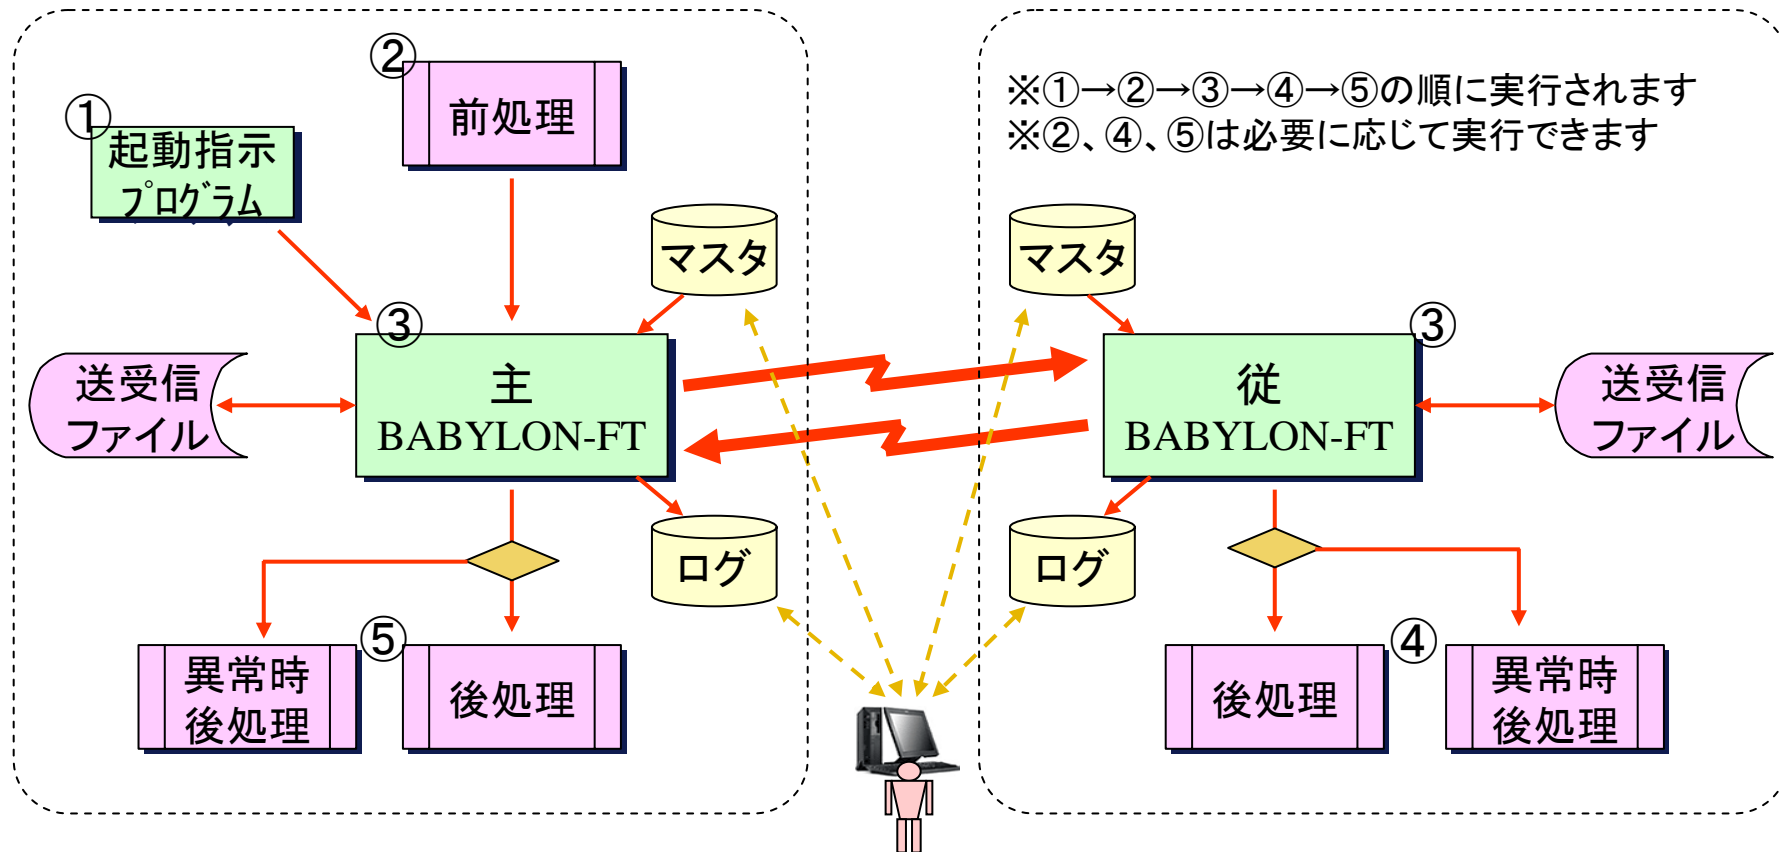 ②
前処理
①
起動指示
プログラム
マスタ
③
主
BABYLON-FT
送受信
ファイル
ログ
⑤
異常時
後処理
後処理
※①→②→③→④→⑤の順に実行されます
※②、④、⑤は必要に応じて実行できます
マスタ
③
従
BABYLON-FT
送受信
ファイル
ログ
④
後処理
異常時
後処理